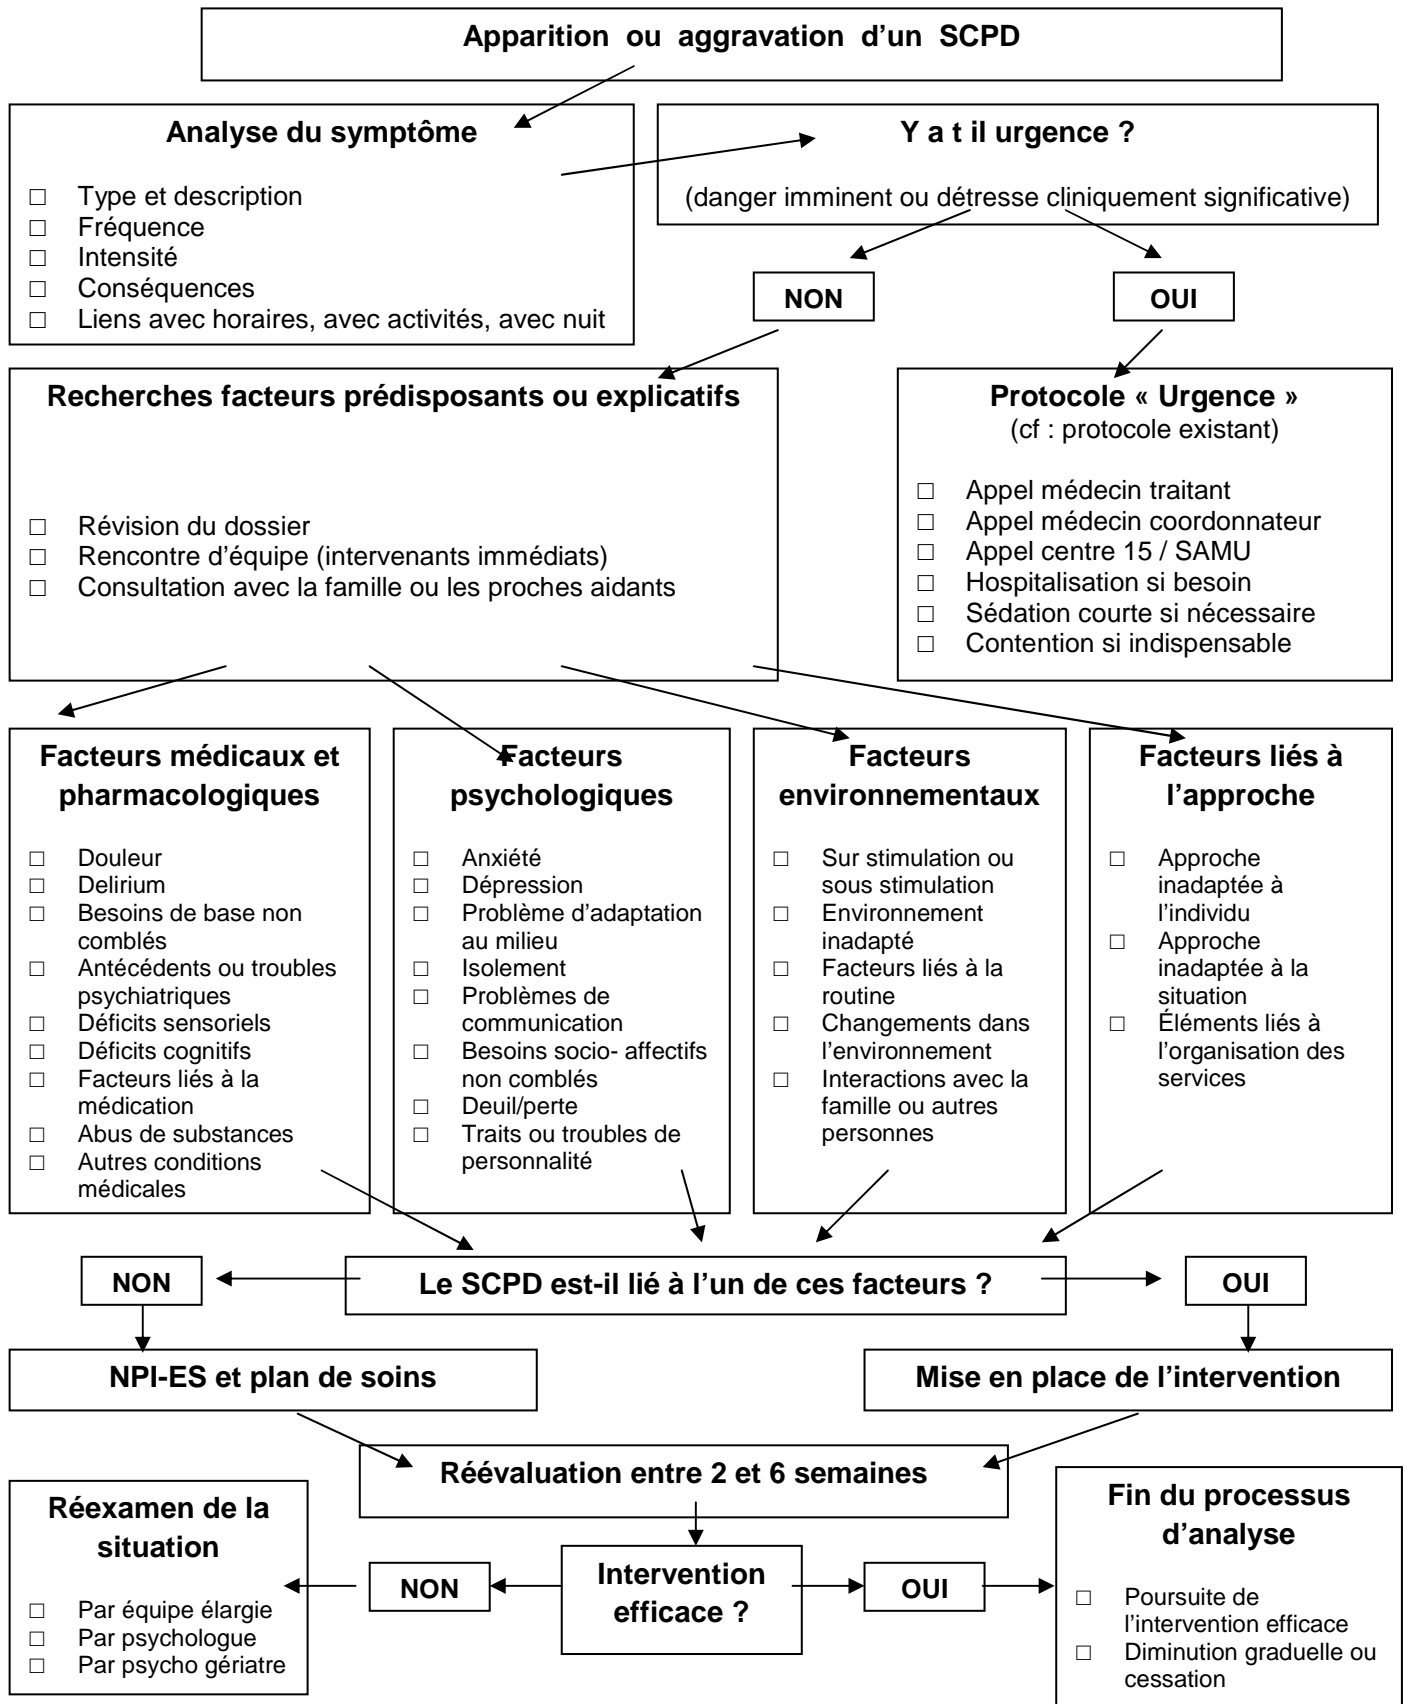 Apparition ou aggravation d’un SCPD
Analyse du symptôme
□ Type et description
□ Fréquence
□ Intensité
□ Conséquences
□ Liens avec horaires, avec activités, avec nuit
Y a t il urgence ?
(danger imminent ou détresse cliniquement significative)
NON
OUI
Recherches facteurs prédisposants ou explicatifs
□ Révision du dossier
□ Rencontre d’équipe (intervenants immédiats)
□ Consultation avec la famille ou les proches aidants
Protocole « Urgence »
(cf : protocole existant)
□ Appel médecin traitant
□ Appel médecin coordonnateur
□ Appel centre 15 / SAMU
□ Hospitalisation si besoin
□ Sédation courte si nécessaire
□ Contention si indispensable
Facteurs médicaux et
pharmacologiques
□ Douleur
□ Delirium
□ Besoins de base non
comblés
□ Antécédents ou troubles
psychiatriques
□ Déficits sensoriels
□ Déficits cognitifs
□ Facteurs liés à la
médication
□ Abus de substances
□ Autres conditions
médicales
Facteurs
psychologiques
□ Anxiété
□ Dépression
□ Problème d’adaptation
au milieu
□ Isolement
□ Problèmes de
communication
□ Besoins socio- affectifs
non comblés
□ Deuil/perte
□ Traits ou troubles de
personnalité
Facteurs
environnementaux
□ Sur stimulation ou
sous stimulation
□ Environnement
inadapté
□ Facteurs liés à la
routine
□ Changements dans
l’environnement
□ Interactions avec la
famille ou autres
personnes
Facteurs liés à
l’approche
□ Approche
inadaptée à
l’individu
□ Approche
inadaptée à la
situation
□ Éléments liés à
l’organisation des
services
NON
Le SCPD est-il lié à l’un de ces facteurs ?
OUI
NPI-ES et plan de soins
Mise en place de l’intervention
Réévaluation entre 2 et 6 semaines
Réexamen de la
situation
□ Par équipe élargie
□ Par psychologue
□ Par psycho gériatre
NON
Intervention
efficace ?
OUI
Fin du processus
d’analyse
□ Poursuite de
l’intervention efficace
□ Diminution graduelle ou
cessation